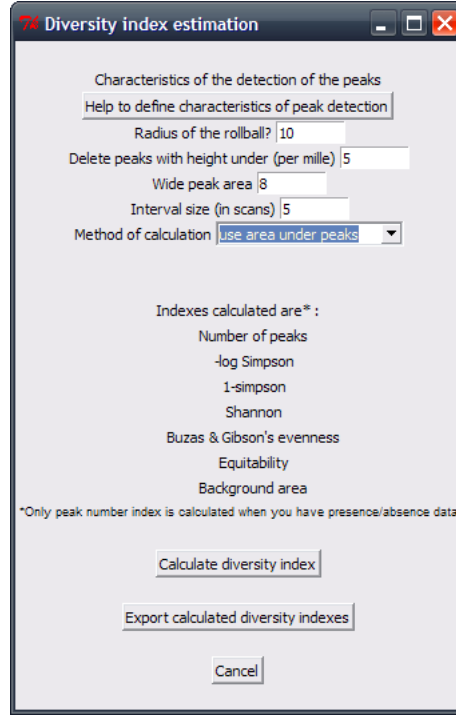 Diversity index estimation
Characteristics of the detection of the peaks
Help to define characteristics of peak detection
Radius of the rollball? 10
Delete peaks with height under (per mille) 5
Wide peak area 8
Interval size (in scans) 5
Method of calculation use area under peaks
Indexes calculated are* :
Number of peaks
-log Simpson
1-simpson
Shannon
Buzas & Gibson's evenness
Equitability
Background area
*Only peak number index is calculated when you have presence/absence data
Calculate diversity index
Export calculated diversity indexes
Cancel